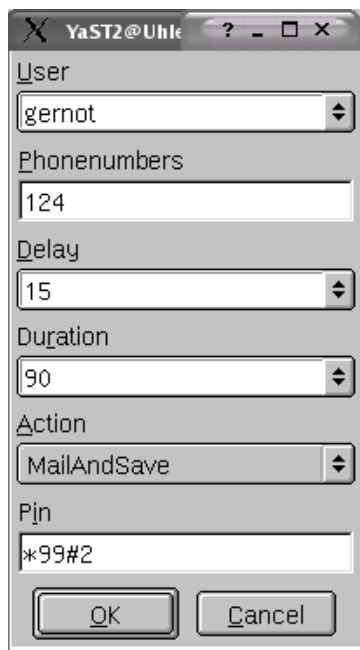 YaST2@Uhle
User
gernot
Phonenumbers
124
Delay
15
Duration
90
Action
MailAndSave
Pin
*99#2
OK Cancel